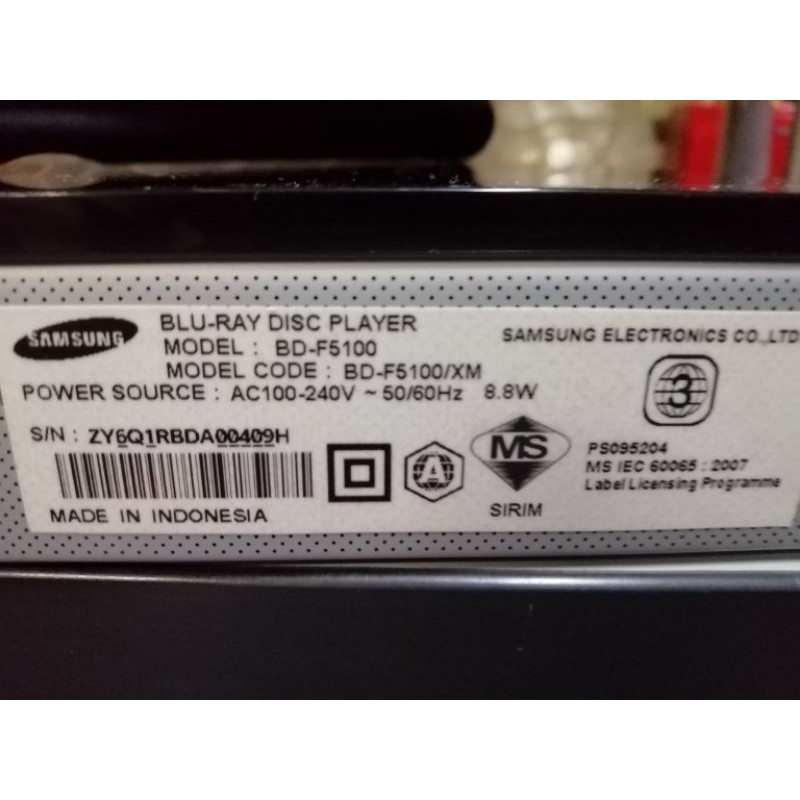 SAMSUNG
BLU-RAY DISC PLAYER
MODEL : BD-F5100
MODEL CODE : BD-F5100/XM
SAMSUNG ELECTRONICS CO.,LTD
POWER SOURCE : AC100-240V ~ 50/60Hz 8.8W
3
S/N : ZY6Q1RBDA00409H
A
MS
SIRIM
PS095204
MS IEC 60065 : 2007
Label Licensing Programme
MADE IN INDONESIA